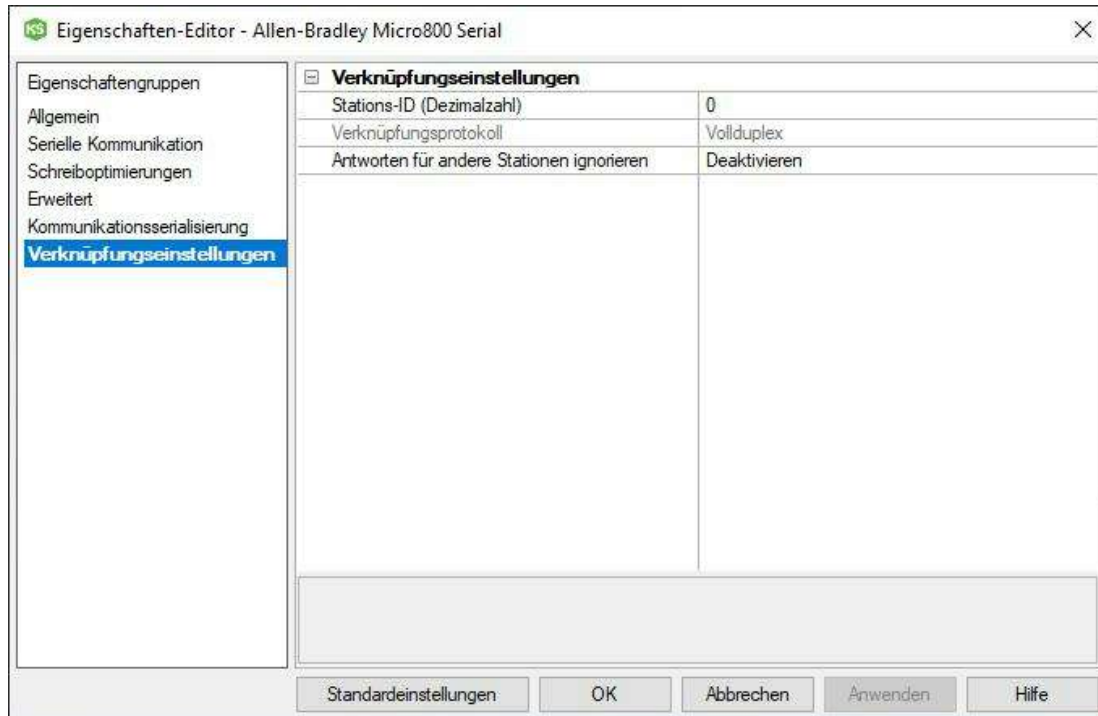 KS Eigenschaften-Editor - Allen-Bradley Micro800 Serial
Eigenschaftengruppen
Allgemein
Serielle Kommunikation
Schreiboptimierungen
Erweitert
Kommunikationsserialisierung
Verknüpfungseinstellungen
Verknüpfungseinstellungen
Stations-ID (Dezimalzahl) 0
Verknüpfungsprotokoll Vollduplex
Antworten für andere Stationen ignorieren Deaktivieren
Standardeinstellungen OK Abbrechen Anwenden Hilfe